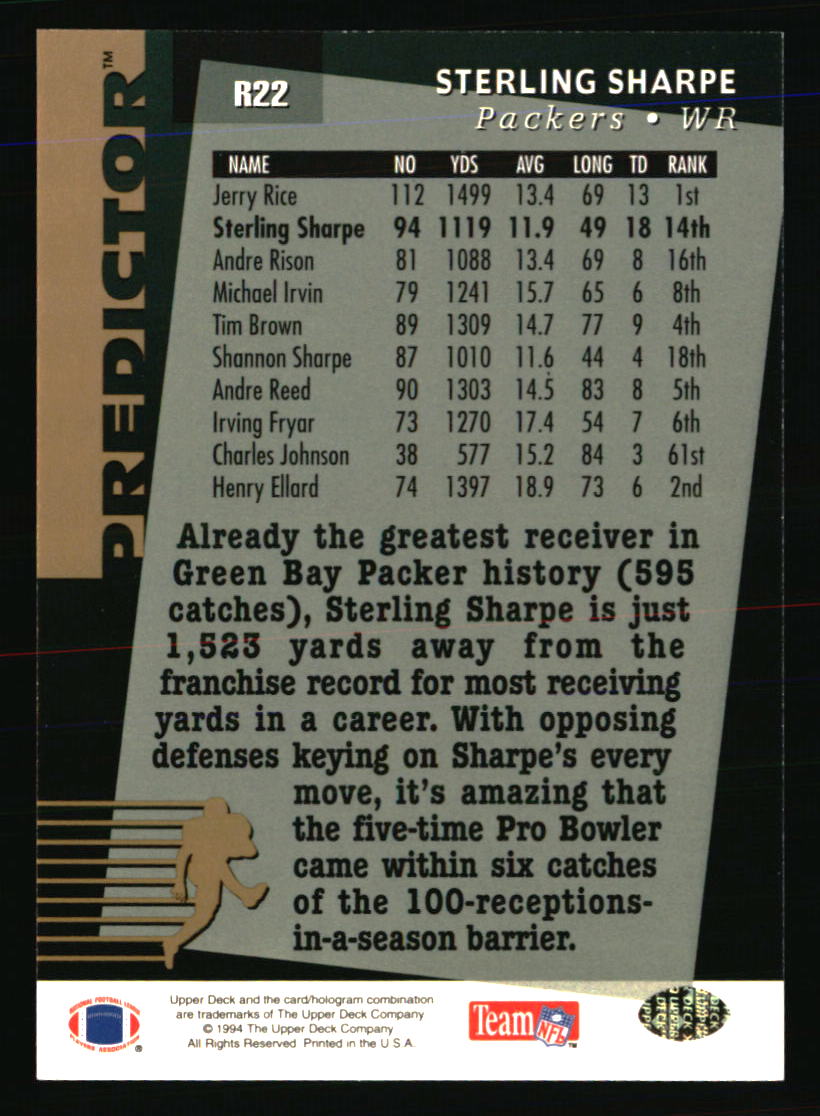 PREDICTOR™
R22
STERLING SHARPE
Packers • WR
NAME NO YDS AVG LONG TD RANK
Jerry Rice 112 1499 13.4 69 13 1st
Sterling Sharpe 94 1119 11.9 49 18 14th
Andre Rison 81 1088 13.4 69 8 16th
Michael Irvin 79 1241 15.7 65 6 8th
Tim Brown 89 1309 14.7 77 9 4th
Shannon Sharpe 87 1010 11.6 44 4 18th
Andre Reed 90 1303 14.5 83 8 5th
Irving Fryar 73 1270 17.4 54 7 6th
Charles Johnson 38 577 15.2 84 3 61st
Henry Ellard 74 1397 18.9 73 6 2nd
Already the greatest receiver in
Green Bay Packer history (595
catches), Sterling Sharpe is just
1,523 yards away from the
franchise record for most receiving
yards in a career. With opposing
defenses keying on Sharpe's every
move, it's amazing that
the five-time Pro Bowler
came within six catches
of the 100-receptions-
in-a-season barrier.
NATIONAL FOOTBALL LEAGUE
PLAYERS ASSOCIATION
®
Upper Deck and the card/hologram combination
are trademarks of The Upper Deck Company
© 1994 The Upper Deck Company
All Rights Reserved Printed in the U.S.A.
Team NFL™